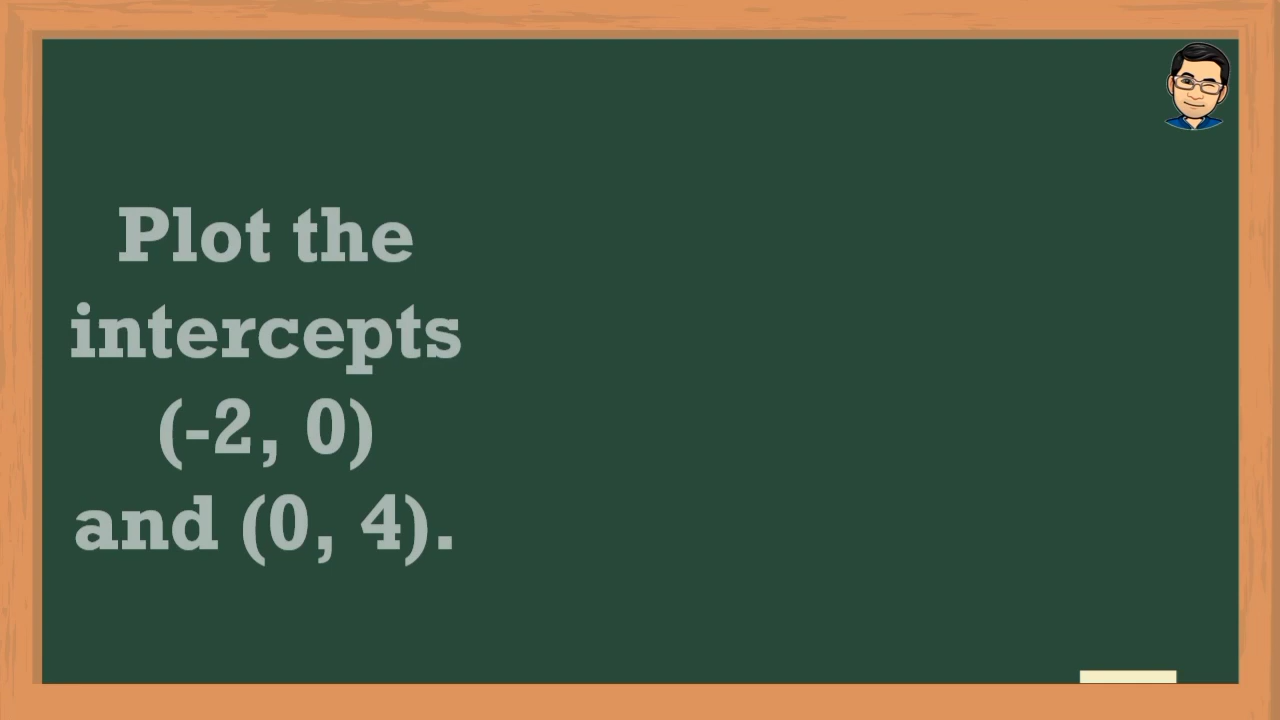 Plot the
intercepts
(-2, 0)
and (0, 4).